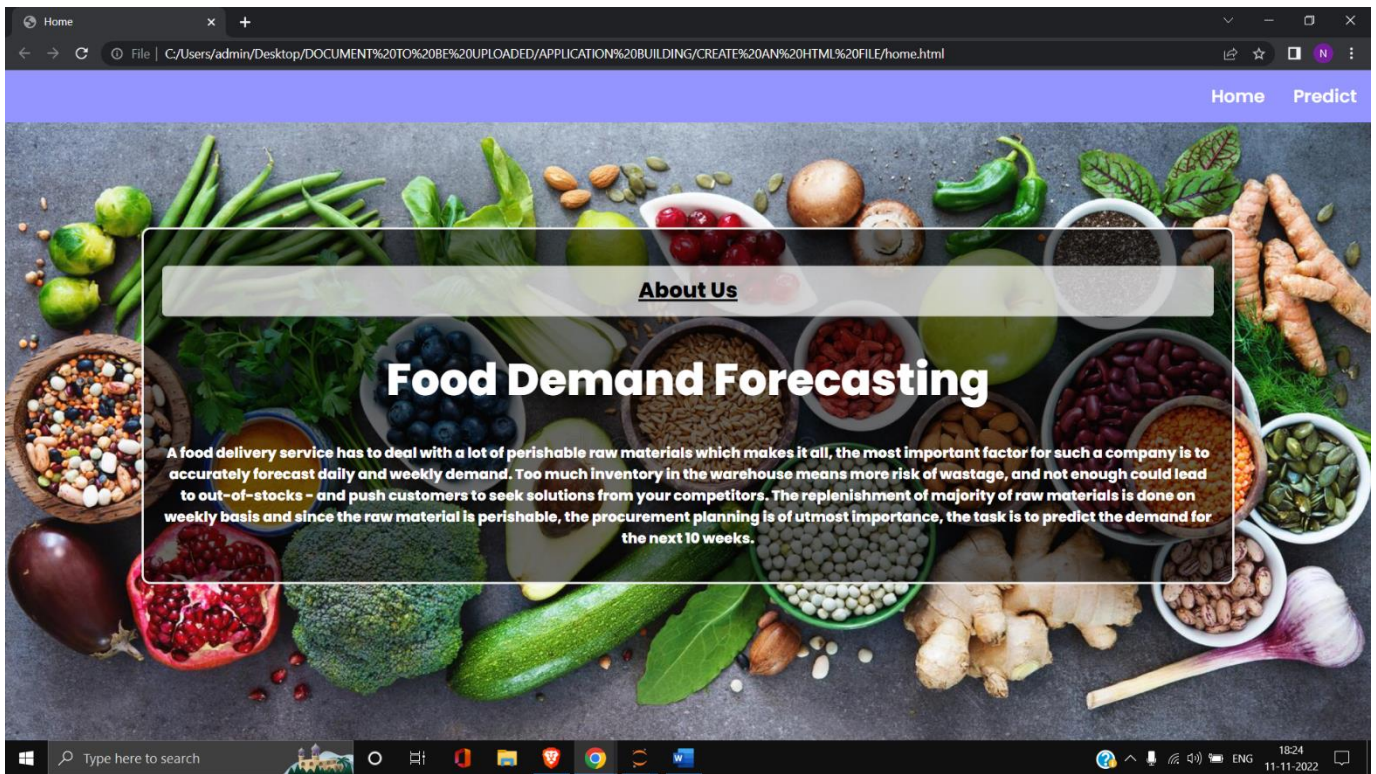 Home
File | C:/Users/admin/Desktop/DOCUMENT%20TO%20BE%20UPLOADED/APPLICATION%20BUILDING/CREATE%20AN%20HTML%20FILE/home.html
N
Home Predict
About Us
Food Demand Forecasting
A food delivery service has to deal with a lot of perishable raw materials which makes it all, the most important factor for such a company is to
accurately forecast daily and weekly demand. Too much inventory in the warehouse means more risk of wastage, and not enough could lead
to out-of-stocks - and push customers to seek solutions from your competitors. The replenishment of majority of raw materials is done on
weekly basis and since the raw material is perishable, the procurement planning is of utmost importance, the task is to predict the demand for
the next 10 weeks.
Type here to search
W
ENG
18:24
11-11-2022